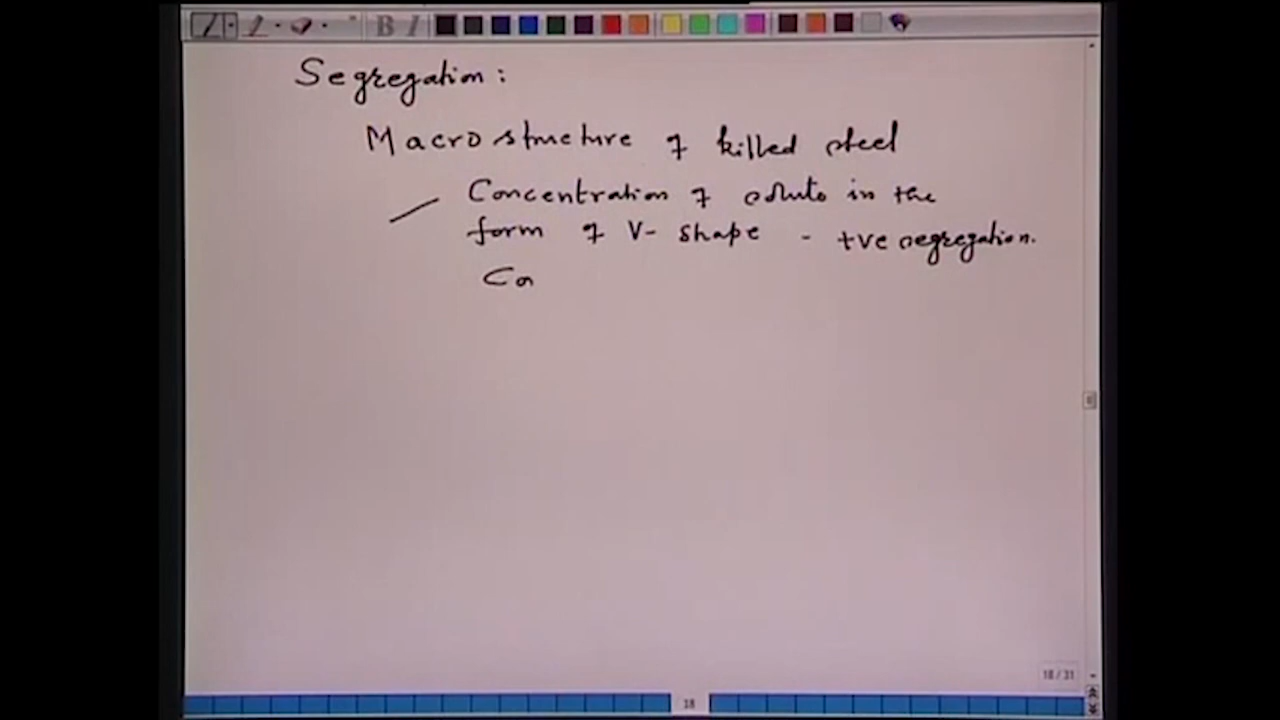 Segregation:
Macrostructure of killed steel
Concentration of solute in the
form of V- shape - +ve segregation.
Co
B I
18/31
18